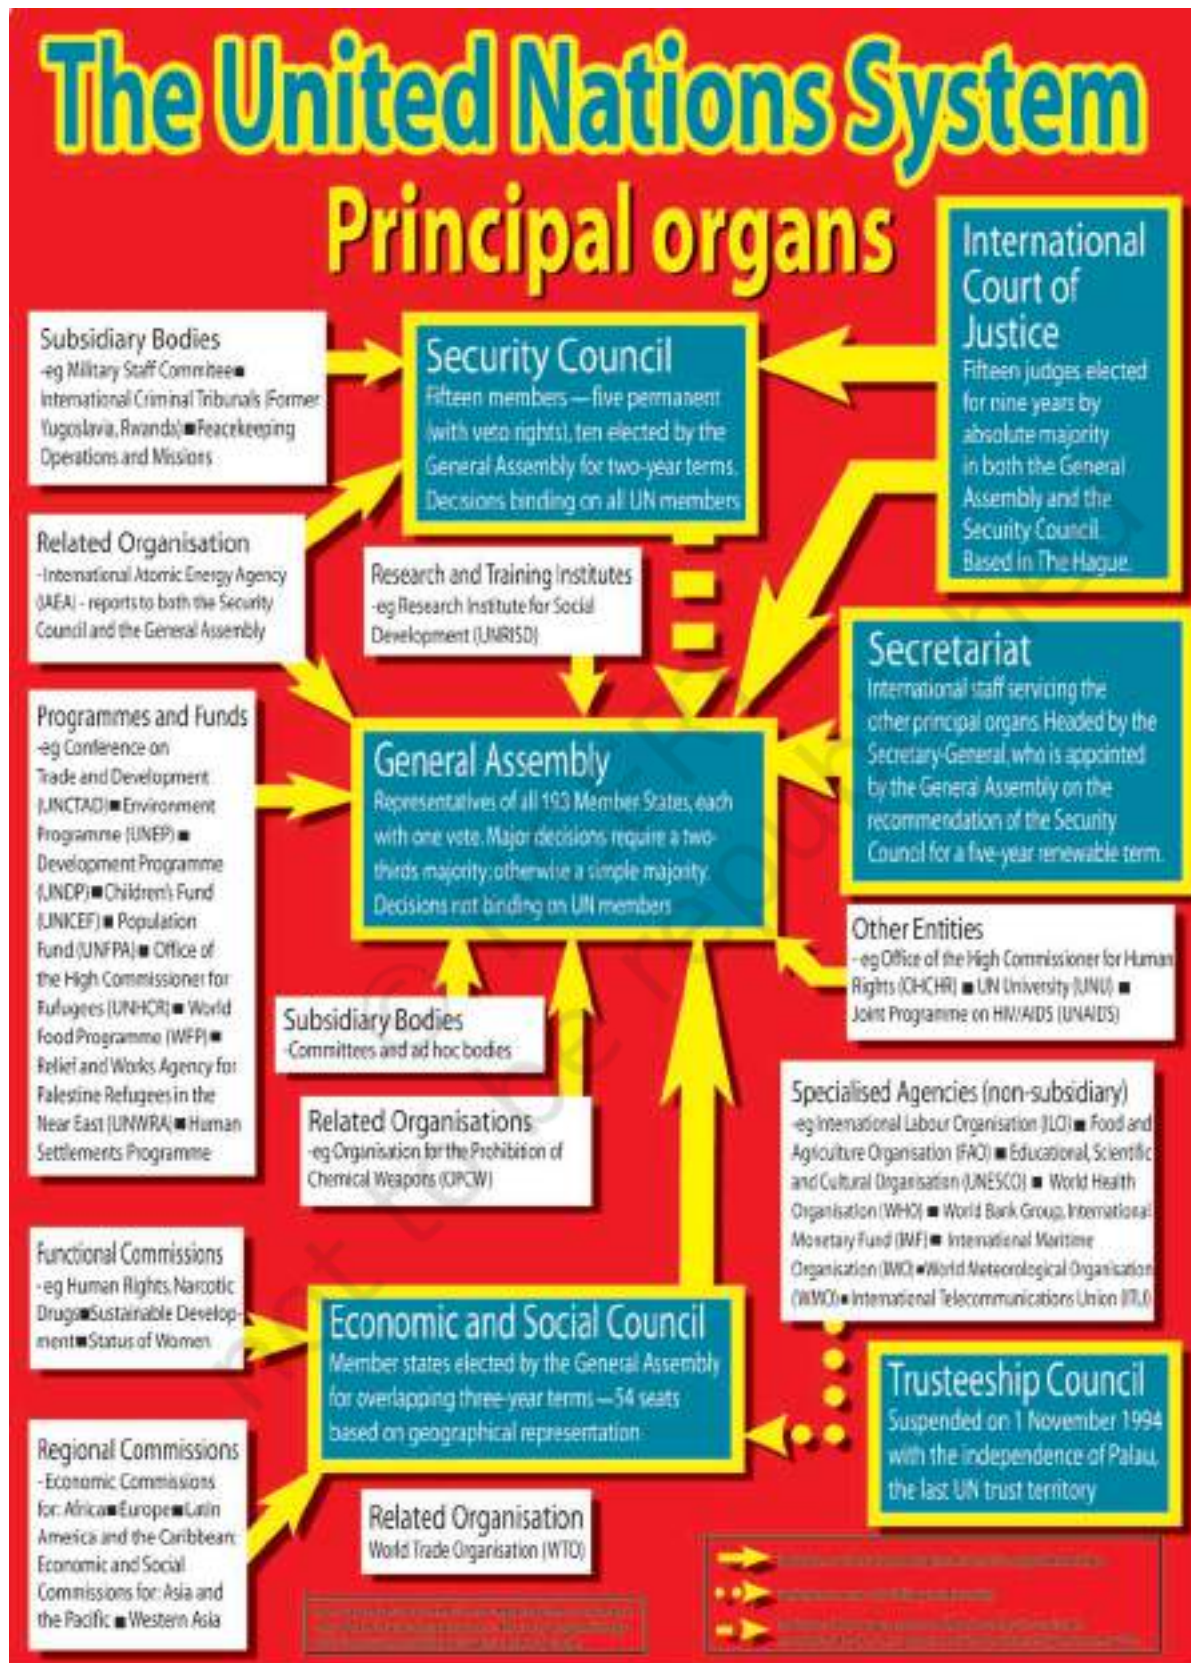 The United Nations System
Principal organs
International
Court of
Justice
Fifteen judges elected
for nine years by
absolute majority
in both the General
Assembly and the
Security Council.
Based in The Hague.
Subsidiary Bodies
-eg Military Staff Commitee■
International Criminal Tribunals (Former
Yugoslavia, Rwanda)■Peacekeeping
Operations and Missions
Security Council
Fifteen members — five permanent
(with veto rights), ten elected by the
General Assembly for two-year terms.
Decisions binding on all UN members
Related Organisation
-International Atomic Energy Agency
(IAEA) - reports to both the Security
Council and the General Assembly
Research and Training Institutes
-eg Research Institute for Social
Development (UNRISD)
Secretariat
International staff servicing the
other principal organs. Headed by the
Secretary-General, who is appointed
by the General Assembly on the
recommendation of the Security
Council for a five-year renewable term.
Programmes and Funds
-eg Conference on
Trade and Development
(UNCTAD)■Environment
Programme (UNEP) ■
Development Programme
(UNDP)■Children's Fund
(UNICEF)■ Population
Fund (UNFPA)■ Office of
the High Commissioner for
Rufugees (UNHCR)■ World
Food Programme (WFP)■
Relief and Works Agency for
Palestine Refugees in the
Near East (UNWRA)■Human
Settlements Programme
General Assembly
Representatives of all 193 Member States, each
with one vote. Major decisions require a two-
thirds majority; otherwise a simple majority.
Decisions not binding on UN members
Other Entities
- eg Office of the High Commissioner for Human
Rights (OHCHR) ■ UN University (UNU) ■
Joint Programme on HIV/AIDS (UNAIDS)
Subsidiary Bodies
-Committees and ad hoc bodies
Related Organisations
-eg Organisation for the Prohibition of
Chemical Weapons (OPCW)
Specialised Agencies (non-subsidiary)
-eg International Labour Organisation (ILO)■ Food and
Agriculture Organisation (FAO) ■ Educational, Scientific
and Cultural Organisation (UNESCO) ■ World Health
Organisation (WHO) ■ World Bank Group, International
Monetary Fund (IMF)■ International Maritime
Organisation (IMO)■World Meteorological Organisation
(WMO)■ International Telecommunications Union (ITU)
Functional Commissions
- eg Human Rights, Narcotic
Drugs■Sustainable Develop-
ment■Status of Women
Economic and Social Council
Member states elected by the General Assembly
for overlapping three-year terms — 54 seats
based on geographical representation
Trusteeship Council
Suspended on 1 November 1994
with the independence of Palau,
the last UN trust territory
Regional Commissions
- Economic Commissions
for: Africa■Europe■Latin
America and the Caribbean:
Economic and Social
Commissions for: Asia and
the Pacific ■ Western Asia
Related Organisation
World Trade Organisation (WTO)
not to be republished